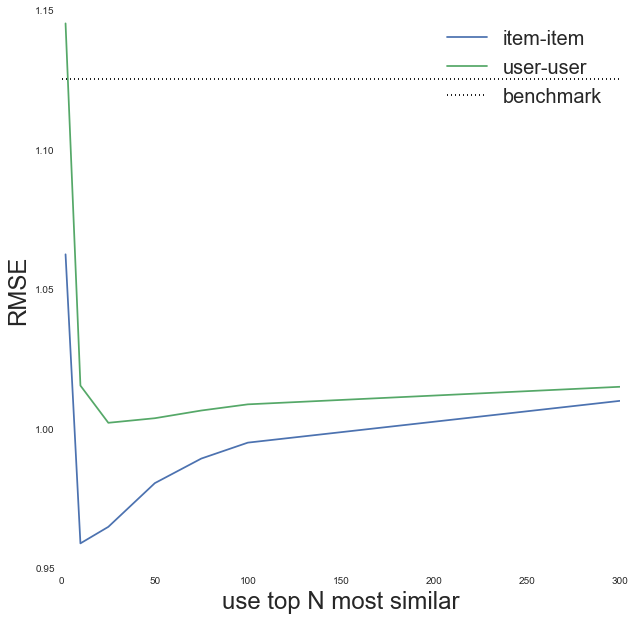 1.15
1.10
1.05
1.00
0.95
RMSE
item-item
user-user
benchmark
0 50 100 150 200 250 300
use top N most similar